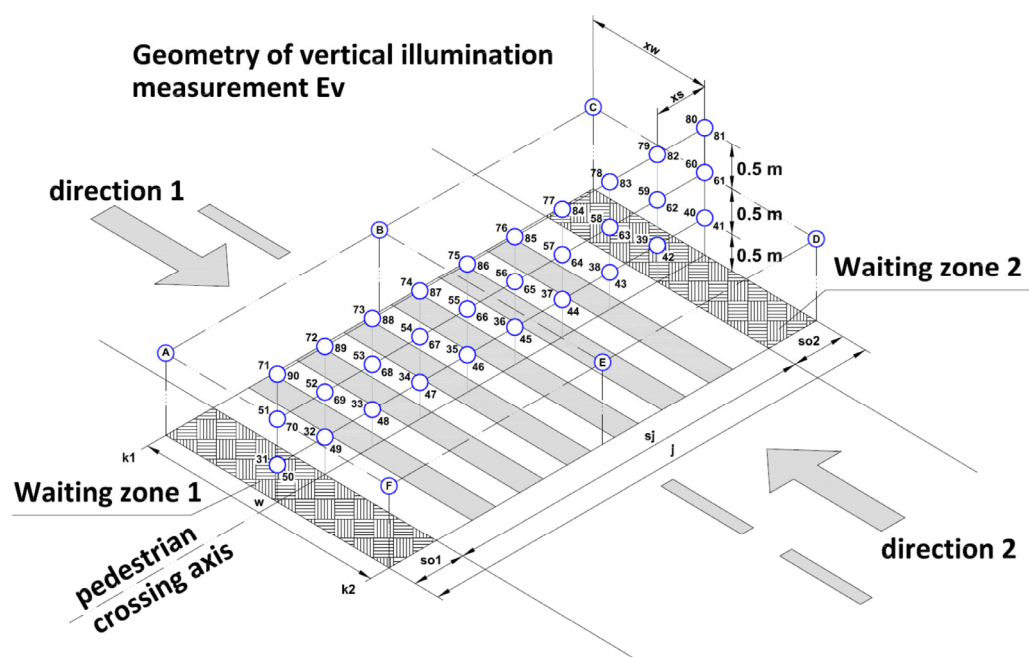 Geometry of vertical illumination
measurement Ev
xw
xs
C
80
81
79
82
0.5 m
78
83
60
61
77
84
59
62
0.5 m
direction 1
76
85
58
63
40
41
B
75
86
57
64
39
42
0.5 m
D
74
87
56
65
38
43
Waiting zone 2
73
88
55
66
37
44
A
72
89
54
67
36
45
so2
71
90
53
68
35
46
E
52
69
34
47
51
70
33
48
sj
j
32
49
k1
31
50
F
Waiting zone 1
w
so1
k2
direction 2
pedestrian
crossing axis